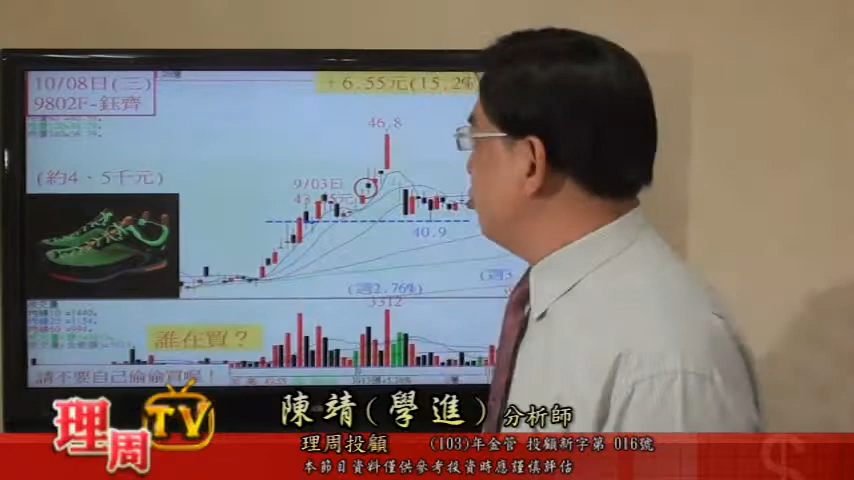 10/08日(三)
9802F-鈺齊
+6.55元(15.2%
46.8
(約4、5千元)
9/03日
40.9
(週2.76%)
3312
誰在買？
請不要自己偷偷買喔！
理周TV
陳靖(學進)分析師
理周投顧 (103)年金管 投顧新字第 016號
本節目資料僅供參考投資時應謹慎評估